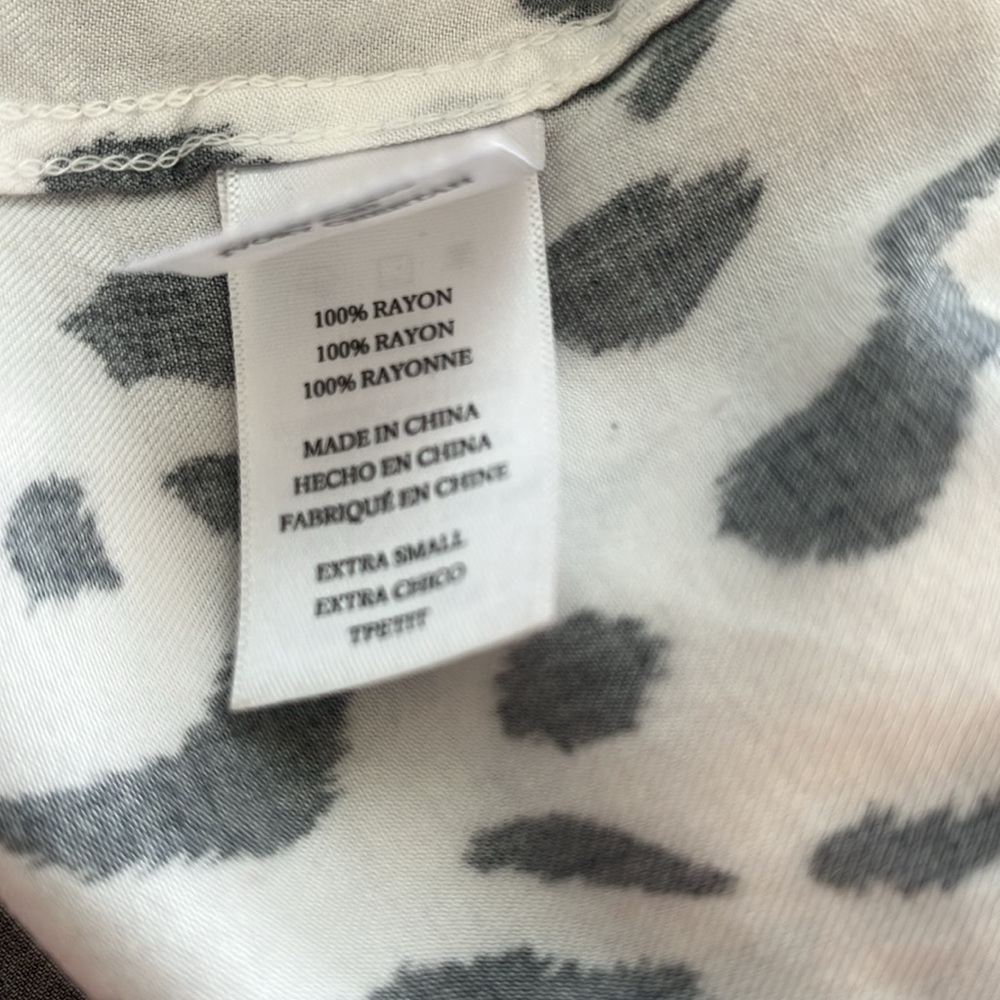 100% RAYON
100% RAYON
100% RAYONNE
MADE IN CHINA
HECHO EN CHINA
FABRIQUÉ EN CHINE
EXTRA SMALL
EXTRA CHICO
TPETIT